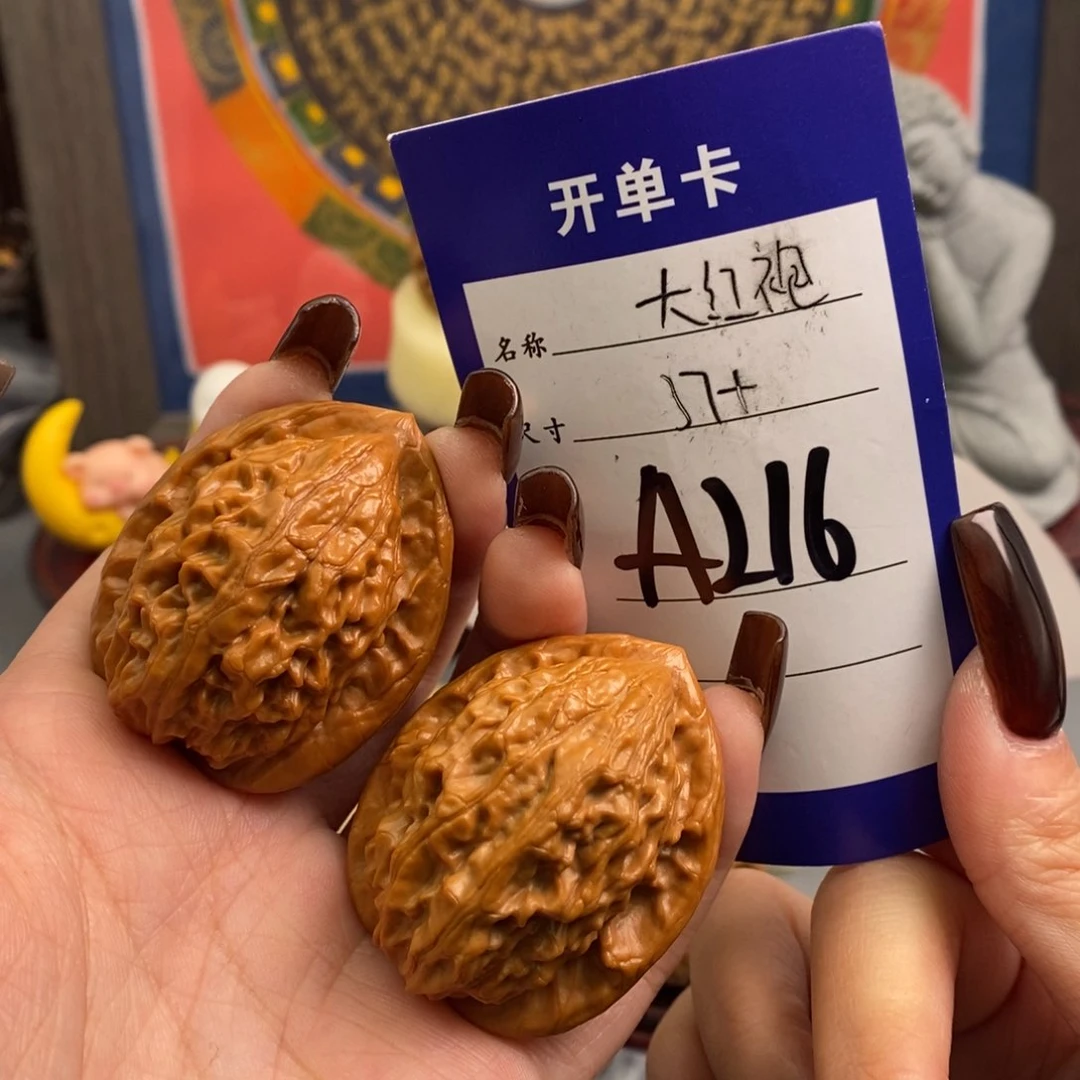 开单卡
名称 大红袍
尺寸 37+
A216